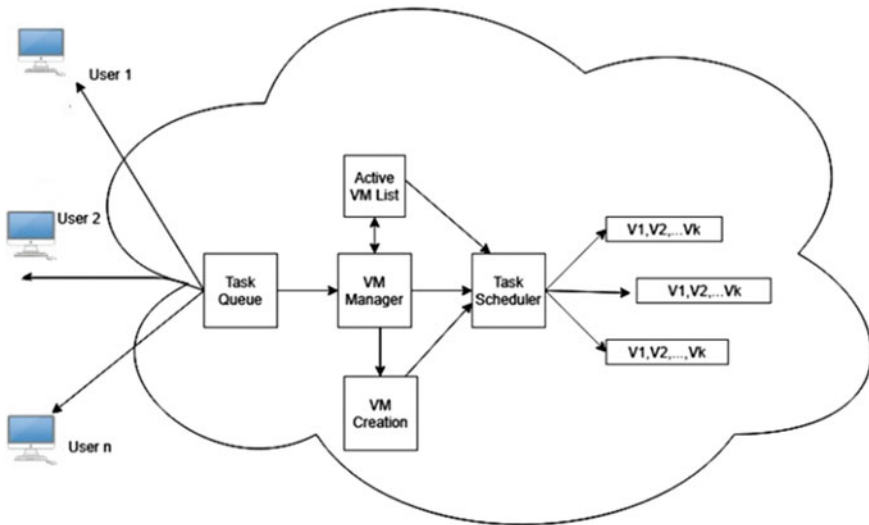 User 1
User 2
User n
Task
Queue
Active
VM List
VM
Manager
VM
Creation
Task
Scheduler
V1,V2,...Vk
V1,V2,...Vk
V1,V2,...,Vk